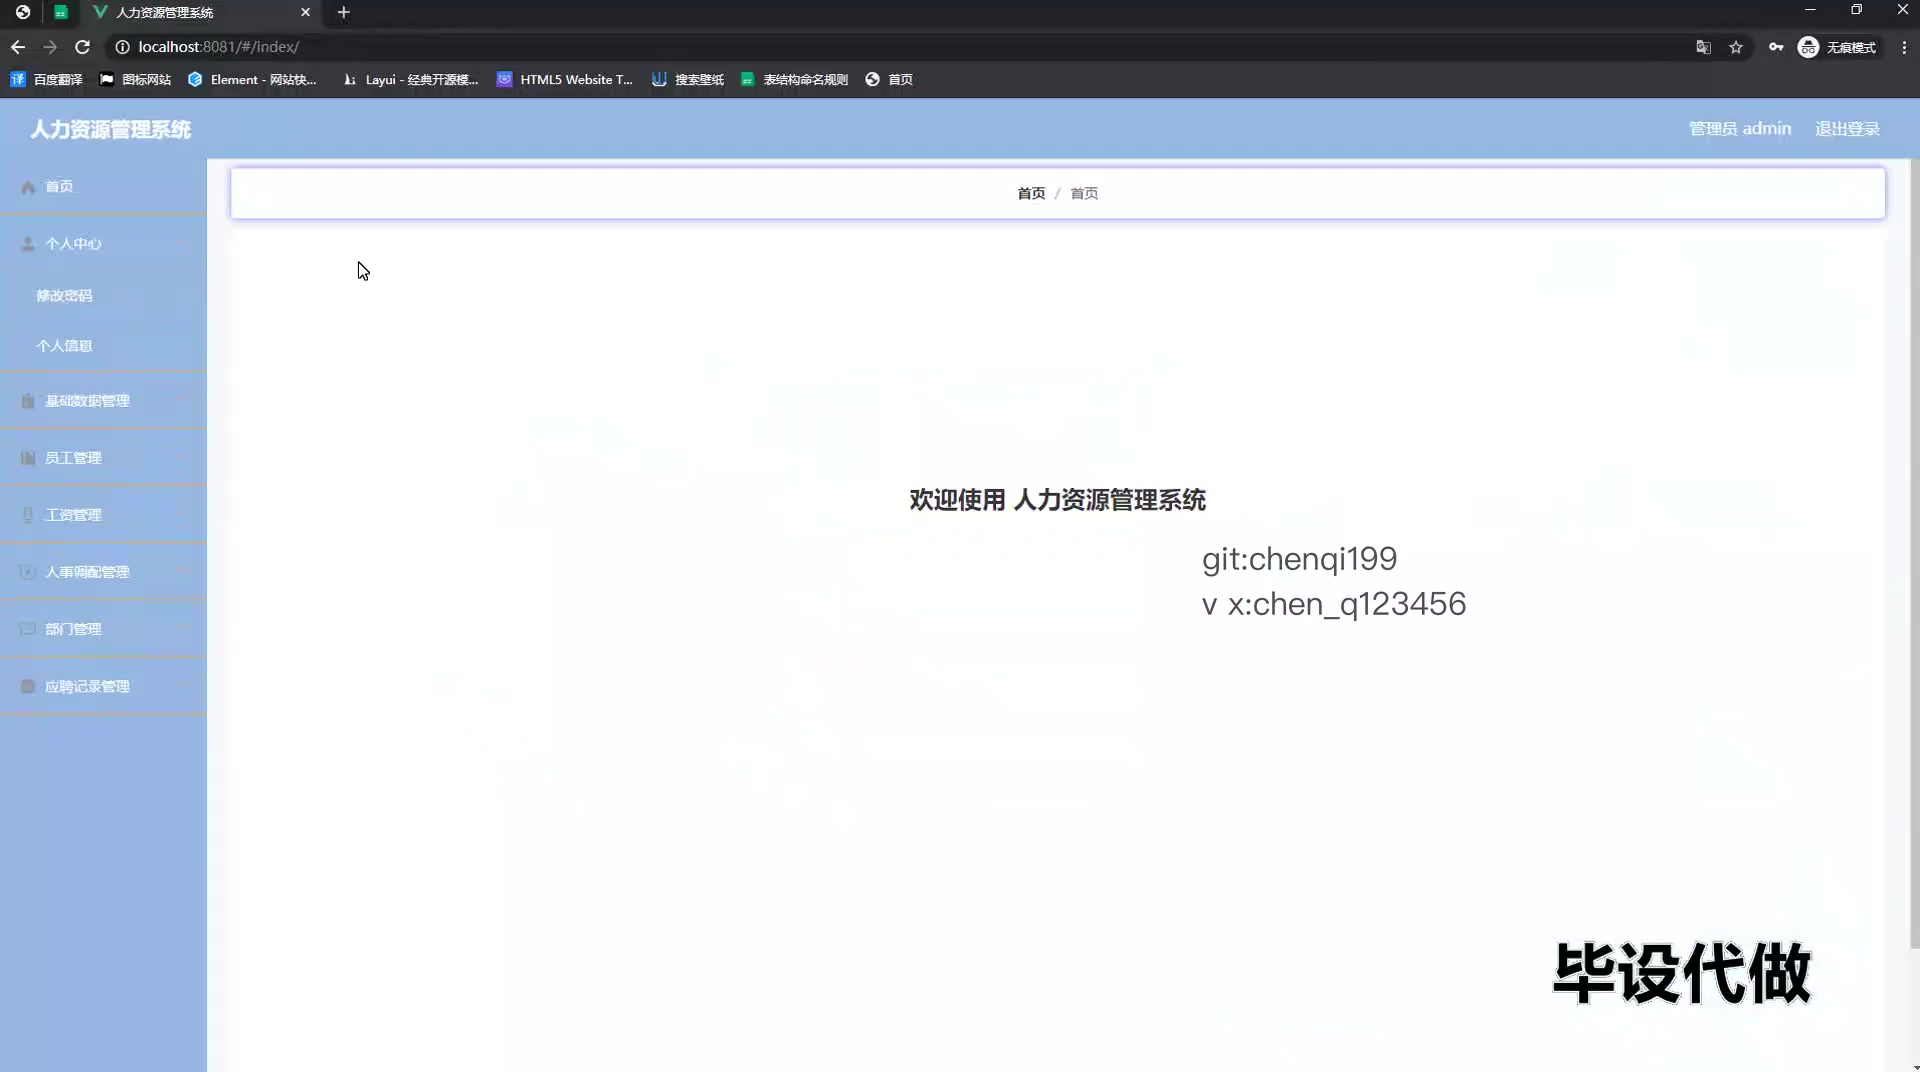 人力资源管理系统
localhost:8081/#/index/
无痕模式
百度翻译
图标网站
Element - 网站快...
Layui - 经典开源模...
HTML5 Website T...
搜索壁纸
表结构命名规则
首页
人力资源管理系统
管理员 admin
退出登录
首页
个人中心
修改密码
个人信息
基础数据管理
员工管理
工资管理
人事调配管理
部门管理
应聘记录管理
首页 / 首页
欢迎使用 人力资源管理系统
git:chenqi199
v x:chen_q123456
毕设代做